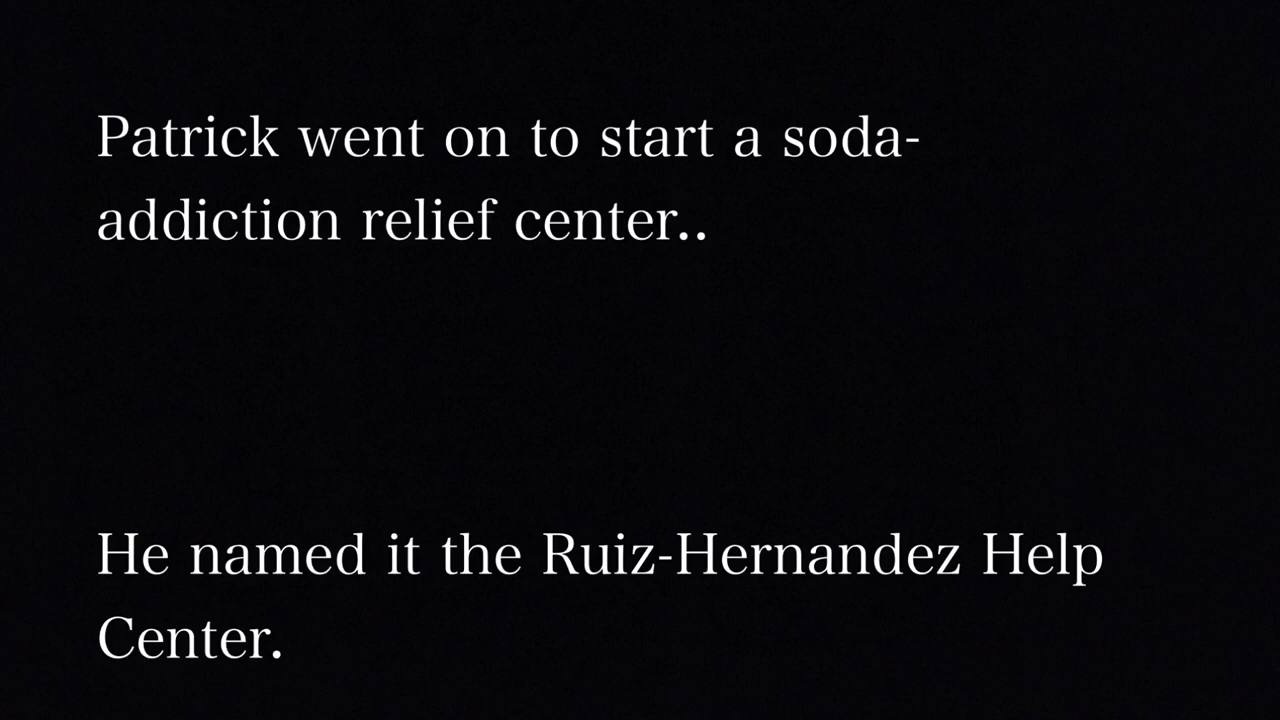 Patrick went on to start a soda-
addiction relief center..
He named it the Ruiz-Hernandez Help
Center.